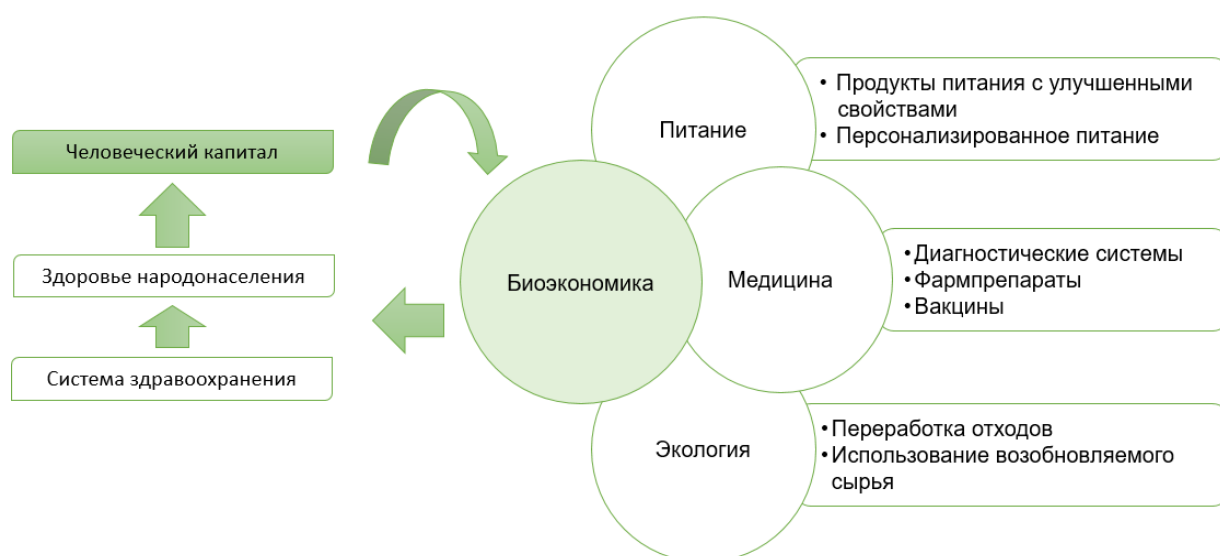 Человеческий капитал
Здоровье народонаселения
Система здравоохранения
Биоэкономика
Питание
• Продукты питания с улучшенными
свойствами
• Персонализированное питание
Медицина
• Диагностические системы
• Фармпрепараты
• Вакцины
Экология
• Переработка отходов
• Использование возобновляемого
сырья